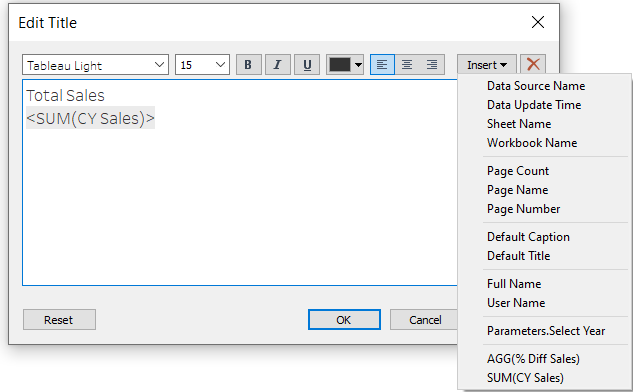 Edit Title
Tableau Light 15 B I U Insert
Total Sales
<SUM(CY Sales)>
Data Source Name
Data Update Time
Sheet Name
Workbook Name
Page Count
Page Name
Page Number
Default Caption
Default Title
Full Name
User Name
Parameters.Select Year
AGG(% Diff Sales)
SUM(CY Sales)
Reset OK Cancel